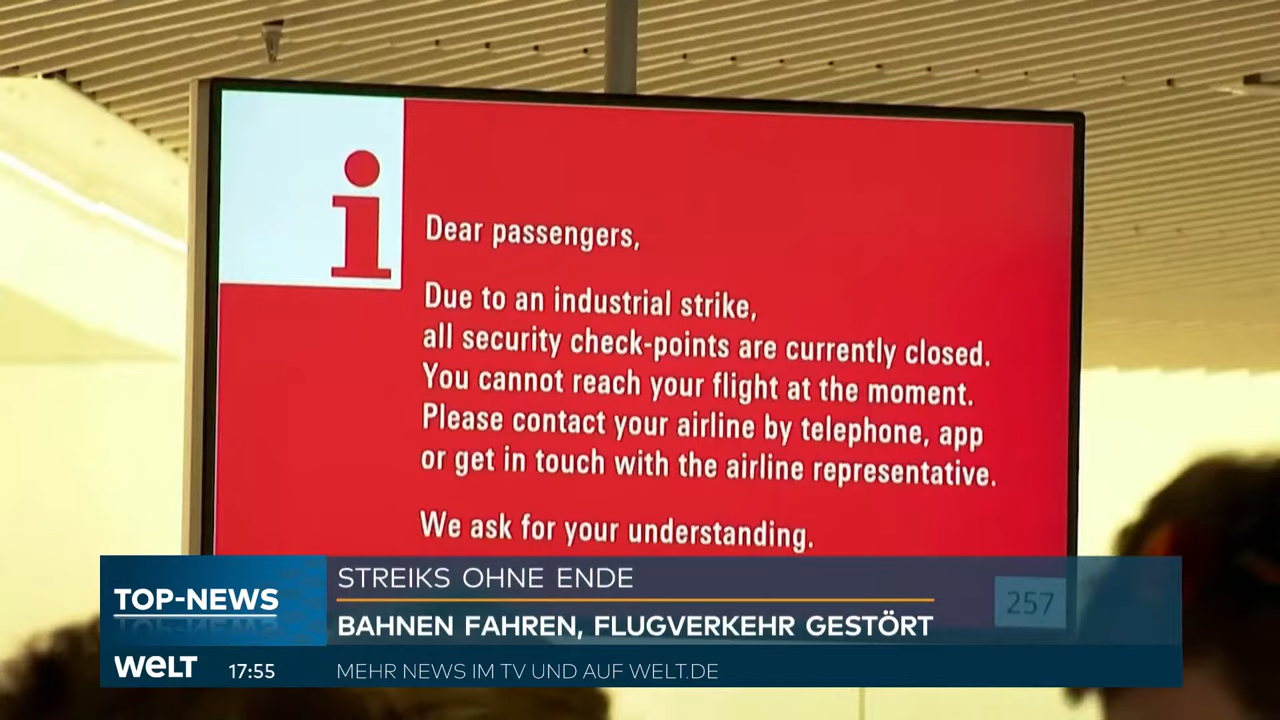 i
Dear passengers,
Due to an industrial strike,
all security check-points are currently closed.
You cannot reach your flight at the moment.
Please contact your airline by telephone, app
or get in touch with the airline representative.
We ask for your understanding.
257
TOP-NEWS
STREIKS OHNE ENDE
BAHNEN FAHREN, FLUGVERKEHR GESTÖRT
WELT 17:55 MEHR NEWS IM TV UND AUF WELT.DE